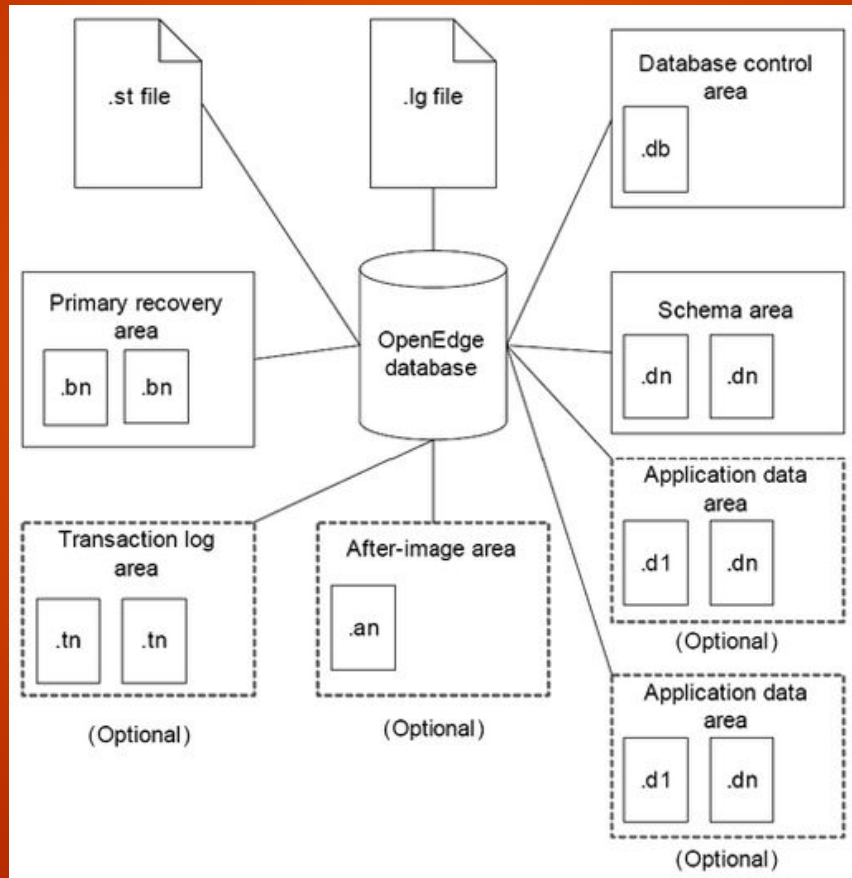 .st file
.lg file
Database control
area
.db
Primary recovery
area
.bn
.bn
OpenEdge
database
Schema area
.dn
.dn
Application data
area
.d1
.dn
(Optional)
Transaction log
area
.tn
.tn
(Optional)
After-image area
.an
(Optional)
Application data
area
.d1
.dn
(Optional)